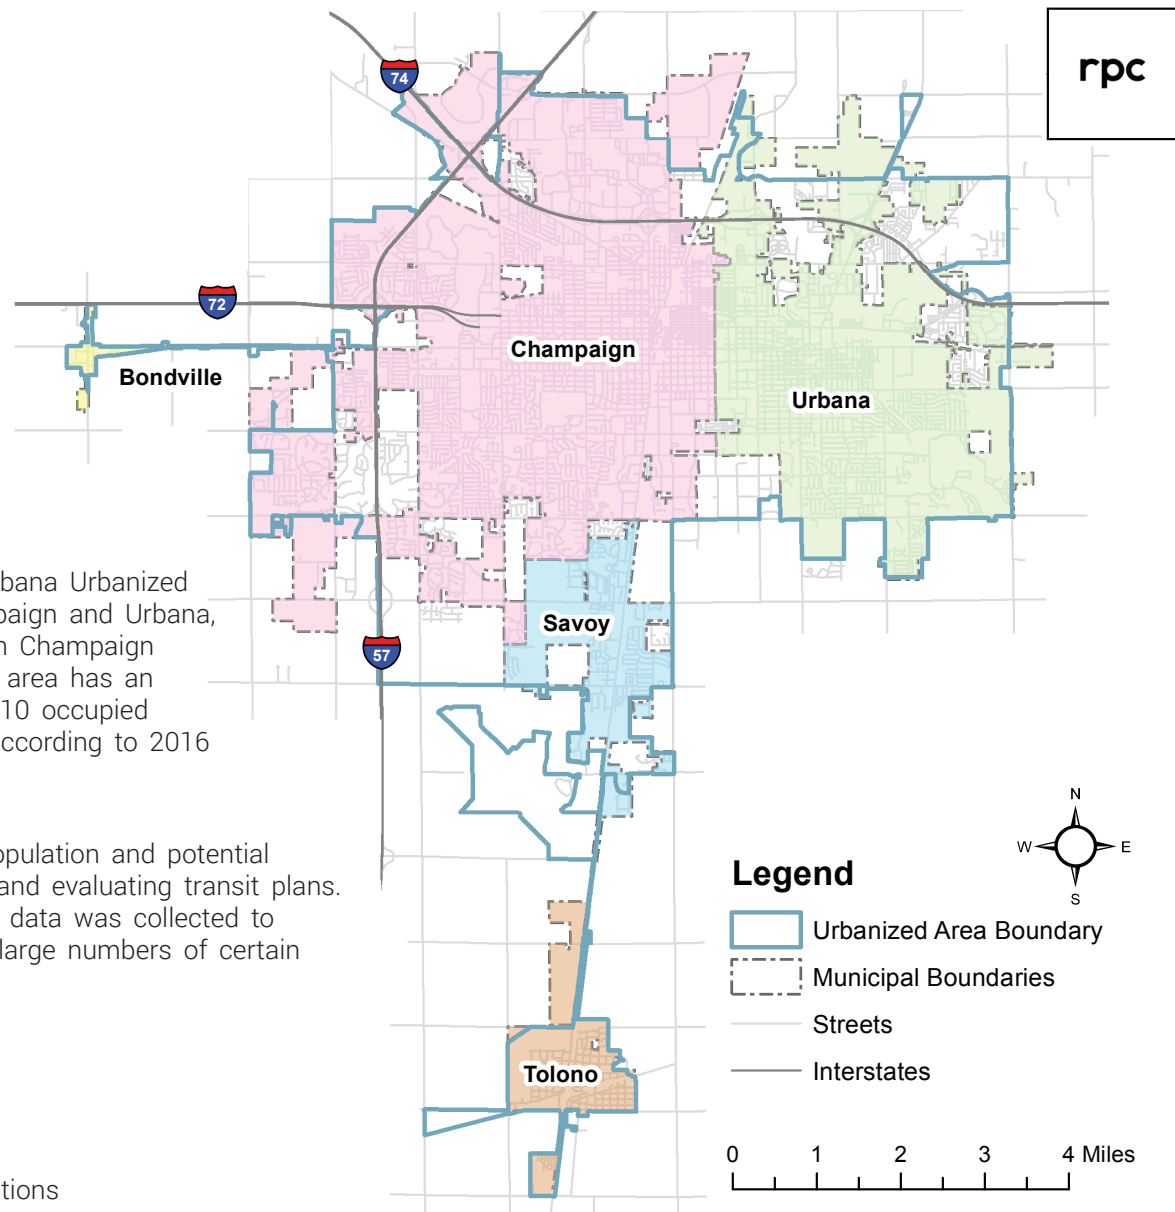 rpc
74
72
Bondville
Champaign
Urbana
bana Urbanized
paign and Urbana,
n Champaign
area has an
10 occupied
ccording to 2016
Savoy
57
opulation and potential
and evaluating transit plans.
data was collected to
large numbers of certain
tions
Tolono
N
W
E
S
Legend
Urbanized Area Boundary
Municipal Boundaries
Streets
Interstates
0 1 2 3 4 Miles